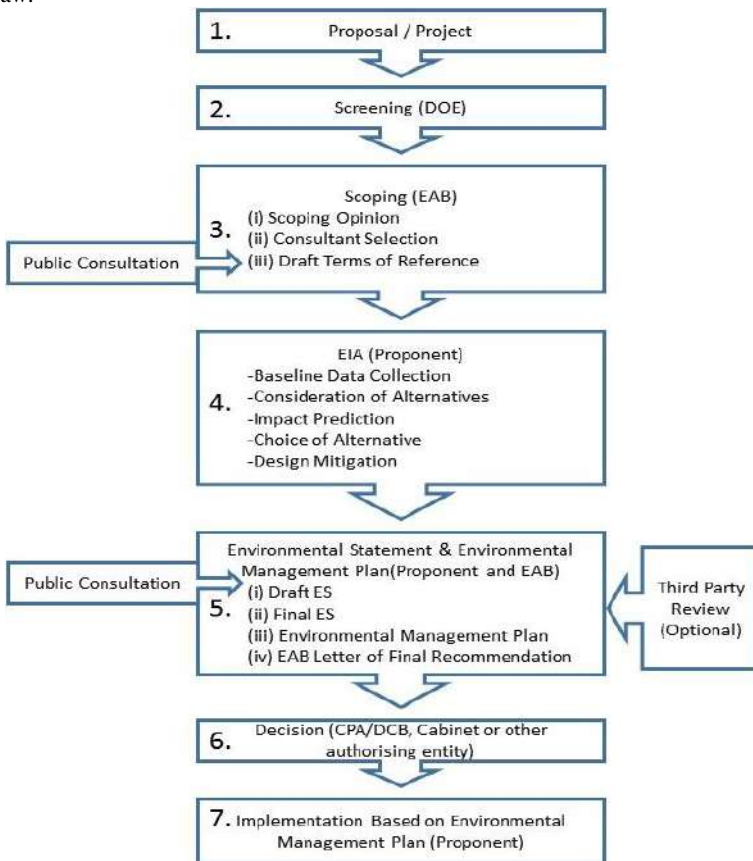 1. Proposal / Project
2. Screening (DOE)
Scoping (EAB)
3. (i) Scoping Opinion
(ii) Consultant Selection
(iii) Draft Terms of Reference
Public Consultation
EIA (Proponent)
-Baseline Data Collection
4. -Consideration of Alternatives
-Impact Prediction
-Choice of Alternative
-Design Mitigation
Environmental Statement & Environmental
Management Plan(Proponent and EAB)
Public Consultation
5. (i) Draft ES
(ii) Final ES
(iii) Environmental Management Plan
(iv) EAB Letter of Final Recommendation
Third Party
Review
(Optional)
6. Decision (CPA/DCB, Cabinet or other
authorising entity)
7. Implementation Based on Environmental
Management Plan (Proponent)